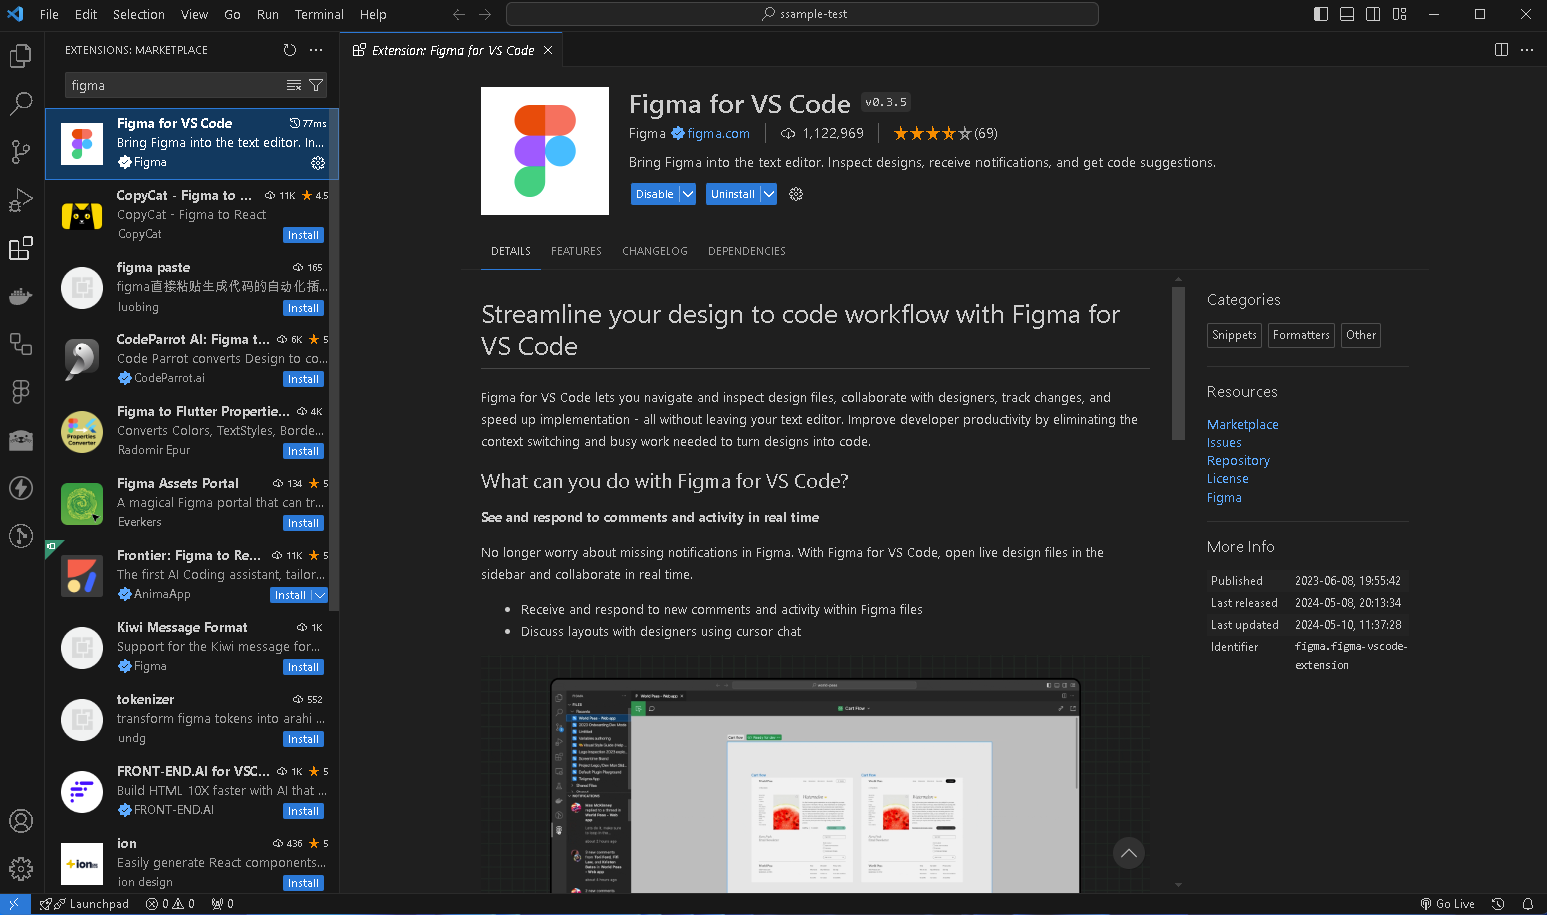 File Edit Selection View Go Run Terminal Help
ssample-test
EXTENSIONS: MARKETPLACE
figma
Figma for VS Code 77ms
Bring Figma into the text editor. In...
Figma
CopyCat - Figma to ... 11K 4.5
CopyCat - Figma to React
CopyCat Install
figma paste 165
figma直接粘贴生成代码的自动化插...
luobing Install
CodeParrot AI: Figma t... 6K 5
Code Parrot converts Design to co...
CodeParrot.ai Install
Figma to Flutter Propertie... 4K
Converts Colors, TextStyles, Borde...
Radomir Epur Install
Properties
Converter
Figma Assets Portal 134 5
A magical Figma portal that can tr...
Everkers Install
Frontier: Figma to Re... 11K 5
The first AI Coding assistant, tailor...
AnimaApp Install
Kiwi Message Format 1K
Support for the Kiwi message for...
Figma Install
tokenizer 552
transform figma tokens into arahi ...
undg Install
FRONT-END.AI for VSC... 1K 5
Build HTML 10X faster with AI that ...
FRONT-END.AI Install
ion 436 5
Easily generate React components...
ion design Install
ion
Extension: Figma for VS Code
Figma for VS Code v0.3.5
Figma figma.com 1,122,969 (69)
Bring Figma into the text editor. Inspect designs, receive notifications, and get code suggestions.
Disable Uninstall
DETAILS FEATURES CHANGELOG DEPENDENCIES
Streamline your design to code workflow with Figma for
VS Code
Figma for VS Code lets you navigate and inspect design files, collaborate with designers, track changes, and
speed up implementation - all without leaving your text editor. Improve developer productivity by eliminating the
context switching and busy work needed to turn designs into code.
What can you do with Figma for VS Code?
See and respond to comments and activity in real time
No longer worry about missing notifications in Figma. With Figma for VS Code, open live design files in the
sidebar and collaborate in real time.
Receive and respond to new comments and activity within Figma files
Discuss layouts with designers using cursor chat
World Peas - Web app
Cart Flow
Categories
Snippets Formatters Other
Resources
Marketplace
Issues
Repository
License
Figma
More Info
Published 2023-06-08, 19:55:42
Last released 2024-05-08, 20:13:34
Last updated 2024-05-10, 11:37:28
Identifier figma.figma-vscode-
extension
Launchpad 0 0 0
Go Live